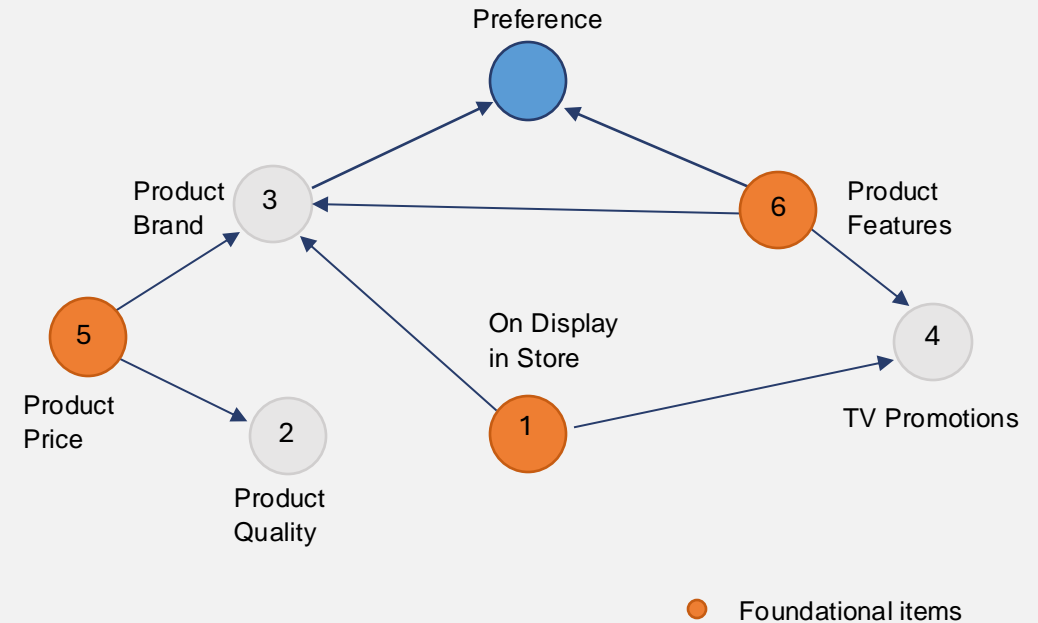 Preference
Product
Brand
3
6
Product
Features
5
On Display
in Store
4
Product
Price
2
1
TV Promotions
Product
Quality
Foundational items